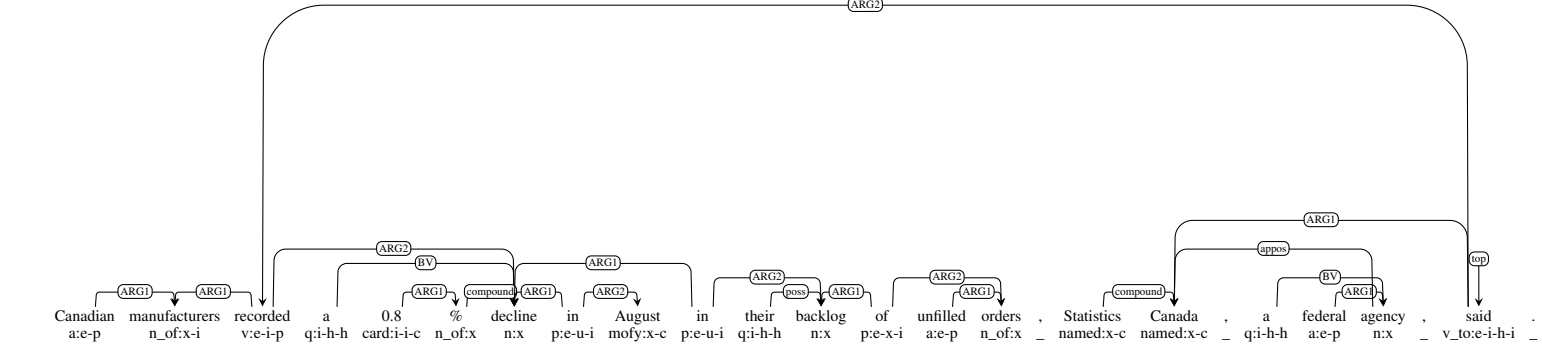 ARG2
ARG1
ARG2 appos
BV ARG1 top
ARG2 ARG2 BV
ARG1 ARG1 ARG1 compound ARG1 ARG2 poss ARG1 ARG1 compound ARG1
Canadian manufacturers recorded a 0.8 % decline in August in their backlog of unfilled orders , Statistics Canada , a federal agency , said .
a:e-p n_of:x-i v:e-i-p q:i-h-h card:i-i-c n_of:x n:x p:e-u-i mofy:x-c p:e-u-i q:i-h-h n:x p:e-x-i a:e-p n_of:x _ named:x-c named:x-c _ q:i-h-h a:e-p n:x _ v_to:e-i-h-i _